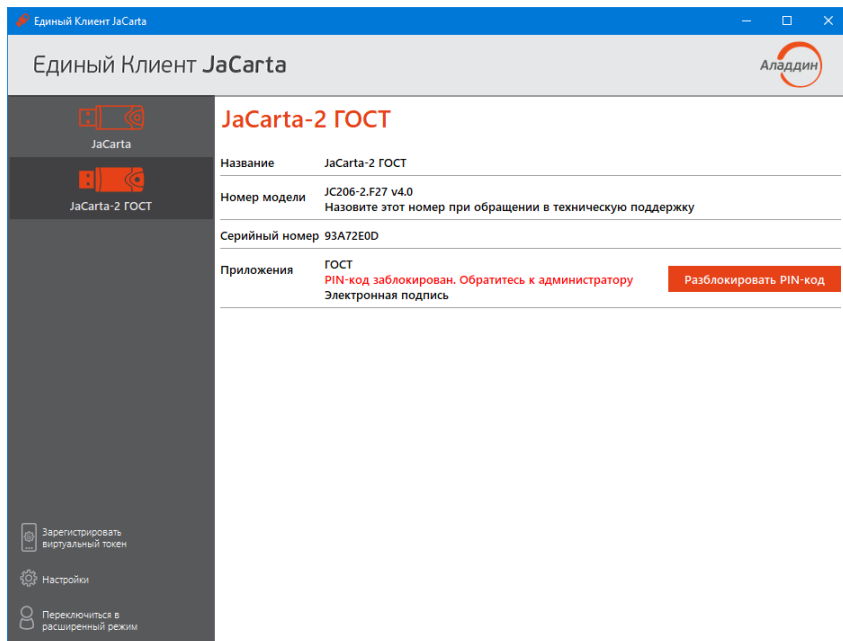 Единый Клиент JaCarta
Единый Клиент JaCarta
Аладдин
JaCarta
JaCarta-2 ГОСТ
JaCarta-2 ГОСТ
Название JaCarta-2 ГОСТ
Номер модели JC206-2.F27 v4.0
Назовите этот номер при обращении в техническую поддержку
Серийный номер 93A72E0D
Приложения ГОСТ
PIN-код заблокирован. Обратитесь к администратору
Электронная подпись
Разблокировать PIN-код
Зарегистрировать
виртуальный токен
Настройки
Переключиться в
расширенный режим